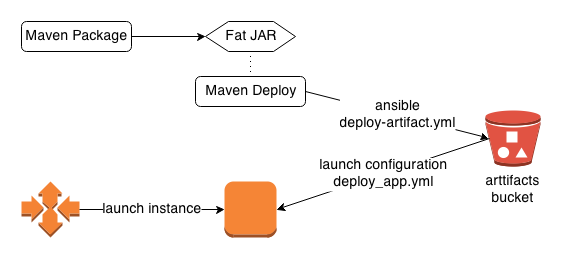 Maven Package
Fat JAR
Maven Deploy
ansible
deploy-artifact.yml
launch configuration
deploy_app.yml
arttifacts
bucket
launch instance